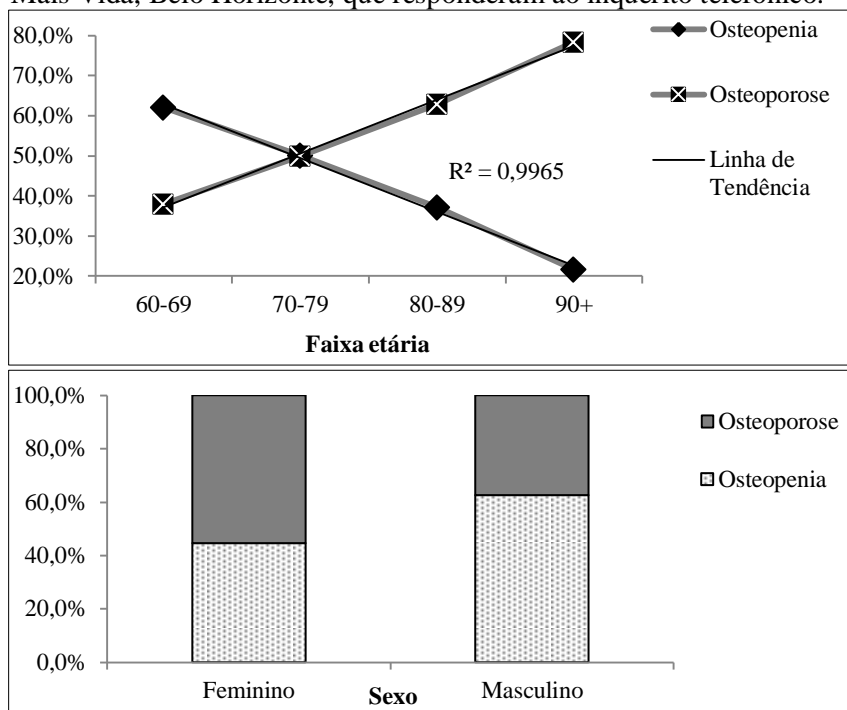 Mais Vida, Belo Horizonte, que responderam ao inquérito telefônico.
80,0%
70,0%
60,0%
50,0%
40,0%
30,0%
20,0%
60-69 70-79 80-89 90+
Faixa etária
R² = 0,9965
Osteopenia
Osteoporose
Linha de
Tendência
100,0%
80,0%
60,0%
40,0%
20,0%
0,0%
Feminino Masculino
Sexo
Osteoporose
Osteopenia